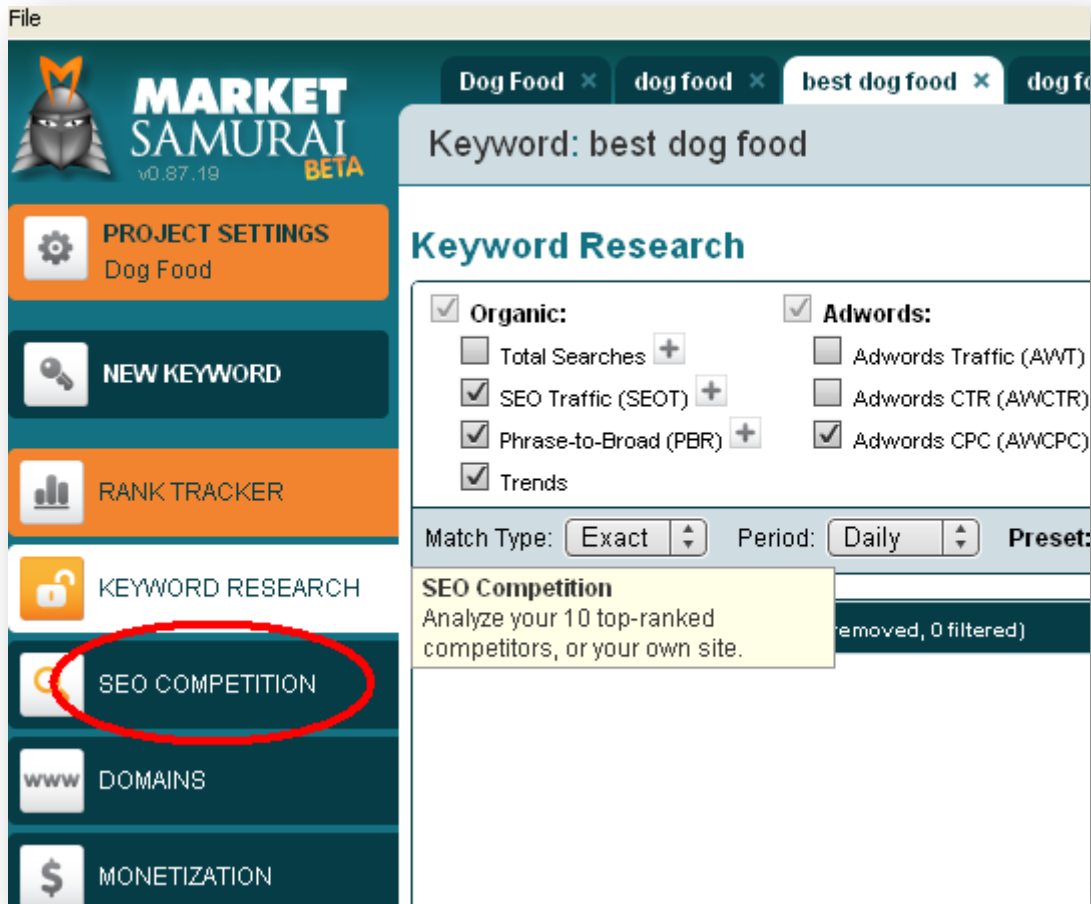 File
MARKET
SAMURAI
v0.87.19 BETA
Dog Food × dog food × best dog food ×
Keyword: best dog food
PROJECT SETTINGS
Dog Food
NEW KEYWORD
RANK TRACKER
KEYWORD RESEARCH
SEO COMPETITION
www DOMAINS
$ MONETIZATION
Keyword Research
Organic: Adwords:
Total Searches + Adwords Traffic (AWT)
SEO Traffic (SEOT) + Adwords CTR (AWCTR)
Phrase-to-Broad (PBR) + Adwords CPC (AWCPC)
Trends
Match Type: Exact Period: Daily Preset:
SEO Competition
Analyze your 10 top-ranked
competitors, or your own site.
removed, 0 filtered)